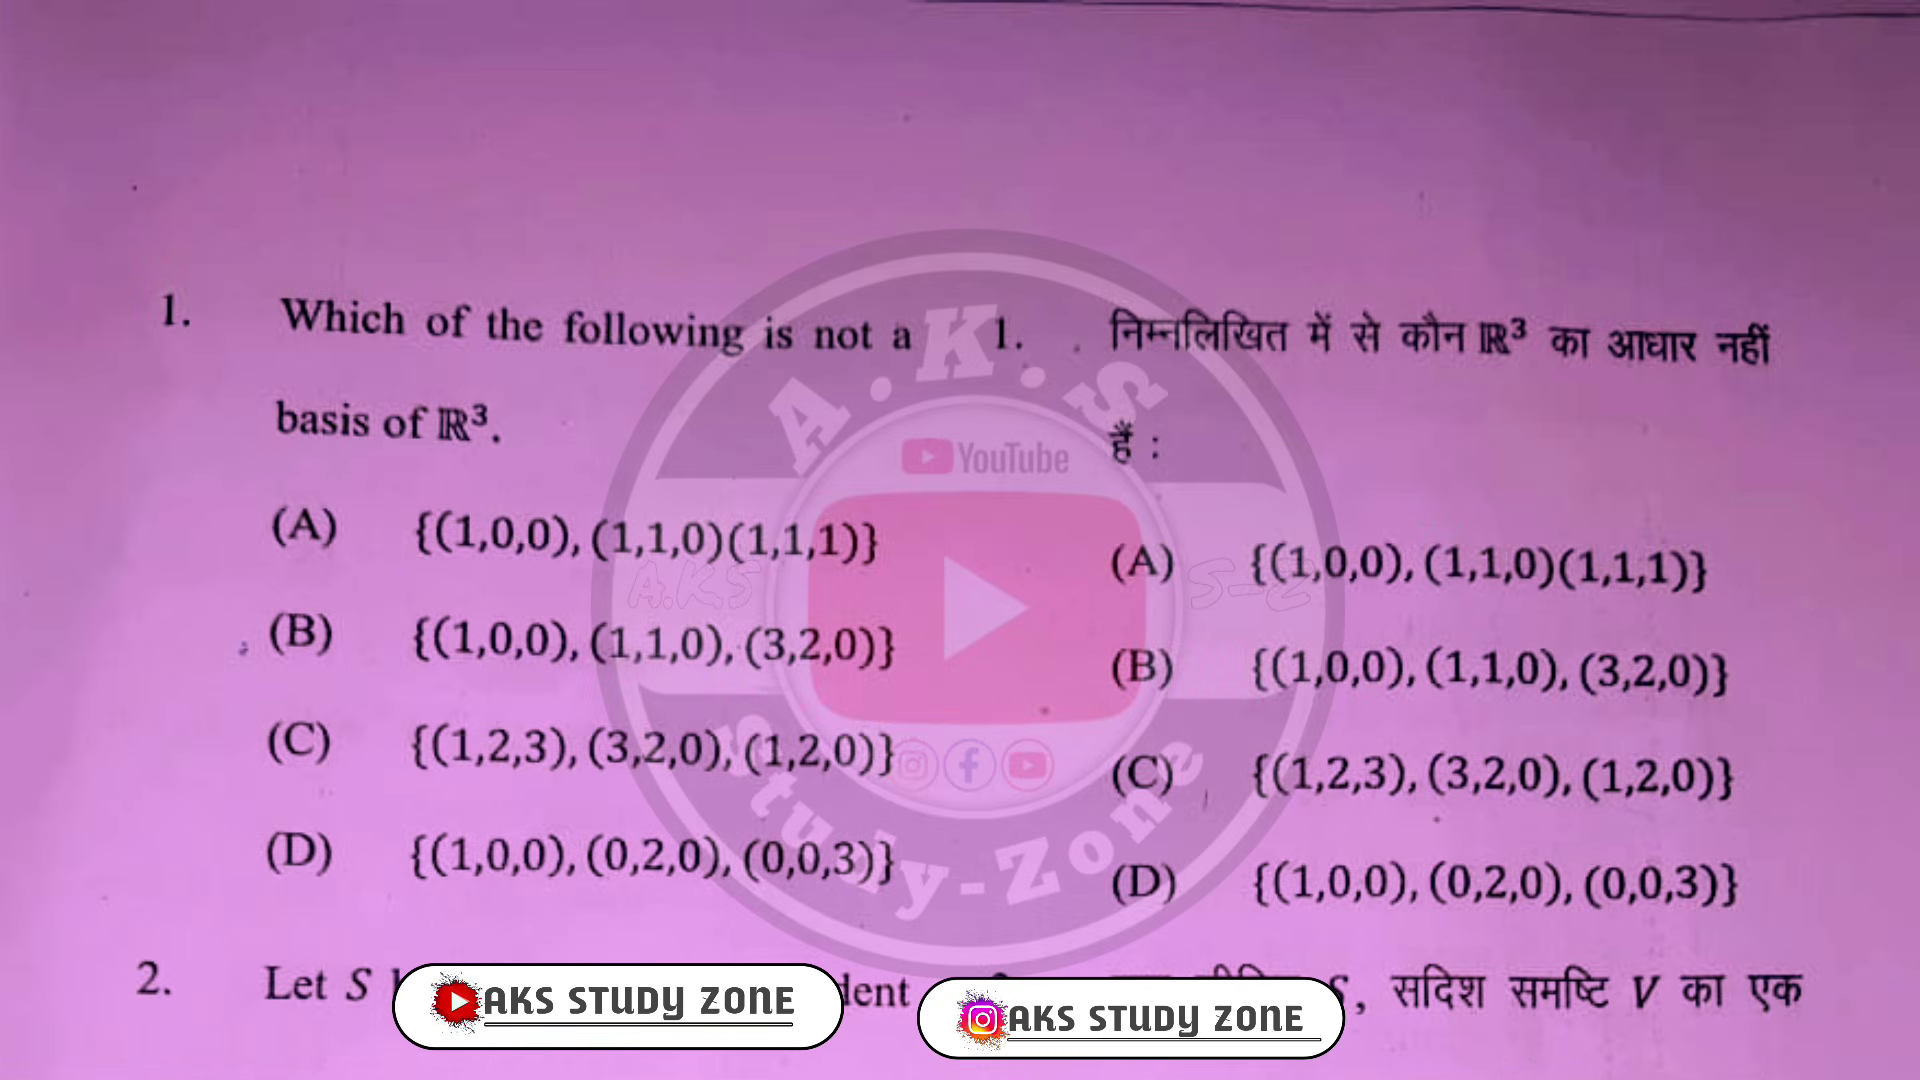 1. Which of the following is not a
basis of ℝ³.
(A) {(1,0,0), (1,1,0)(1,1,1)}
(B) {(1,0,0), (1,1,0), (3,2,0)}
(C) {(1,2,3), (3,2,0), (1,2,0)}
(D) {(1,0,0), (0,2,0), (0,0,3)}
2. Let S
1. निम्नलिखित में से कौन ℝ³ का आधार नहीं
हैं :
(A) {(1,0,0), (1,1,0)(1,1,1)}
(B) {(1,0,0), (1,1,0), (3,2,0)}
(C) {(1,2,3), (3,2,0), (1,2,0)}
(D) {(1,0,0), (0,2,0), (0,0,3)}
, सदिश समष्टि V का एक
A.K.S
YouTube
A.K.S S-Z
Study-Zone
AKS STUDY ZONE
AKS STUDY ZONE